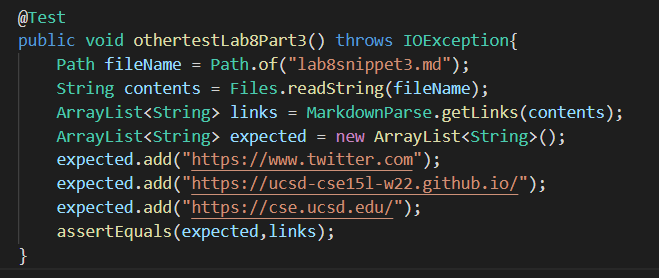 @Test
public void othertestLab8Part3() throws IOException{
Path fileName = Path.of("lab8snippet3.md");
String contents = Files.readString(fileName);
ArrayList<String> links = MarkdownParse.getLinks(contents);
ArrayList<String> expected = new ArrayList<String>();
expected.add("https://www.twitter.com");
expected.add("https://ucsd-cse15l-w22.github.io/");
expected.add("https://cse.ucsd.edu/");
assertEquals(expected,links);
}